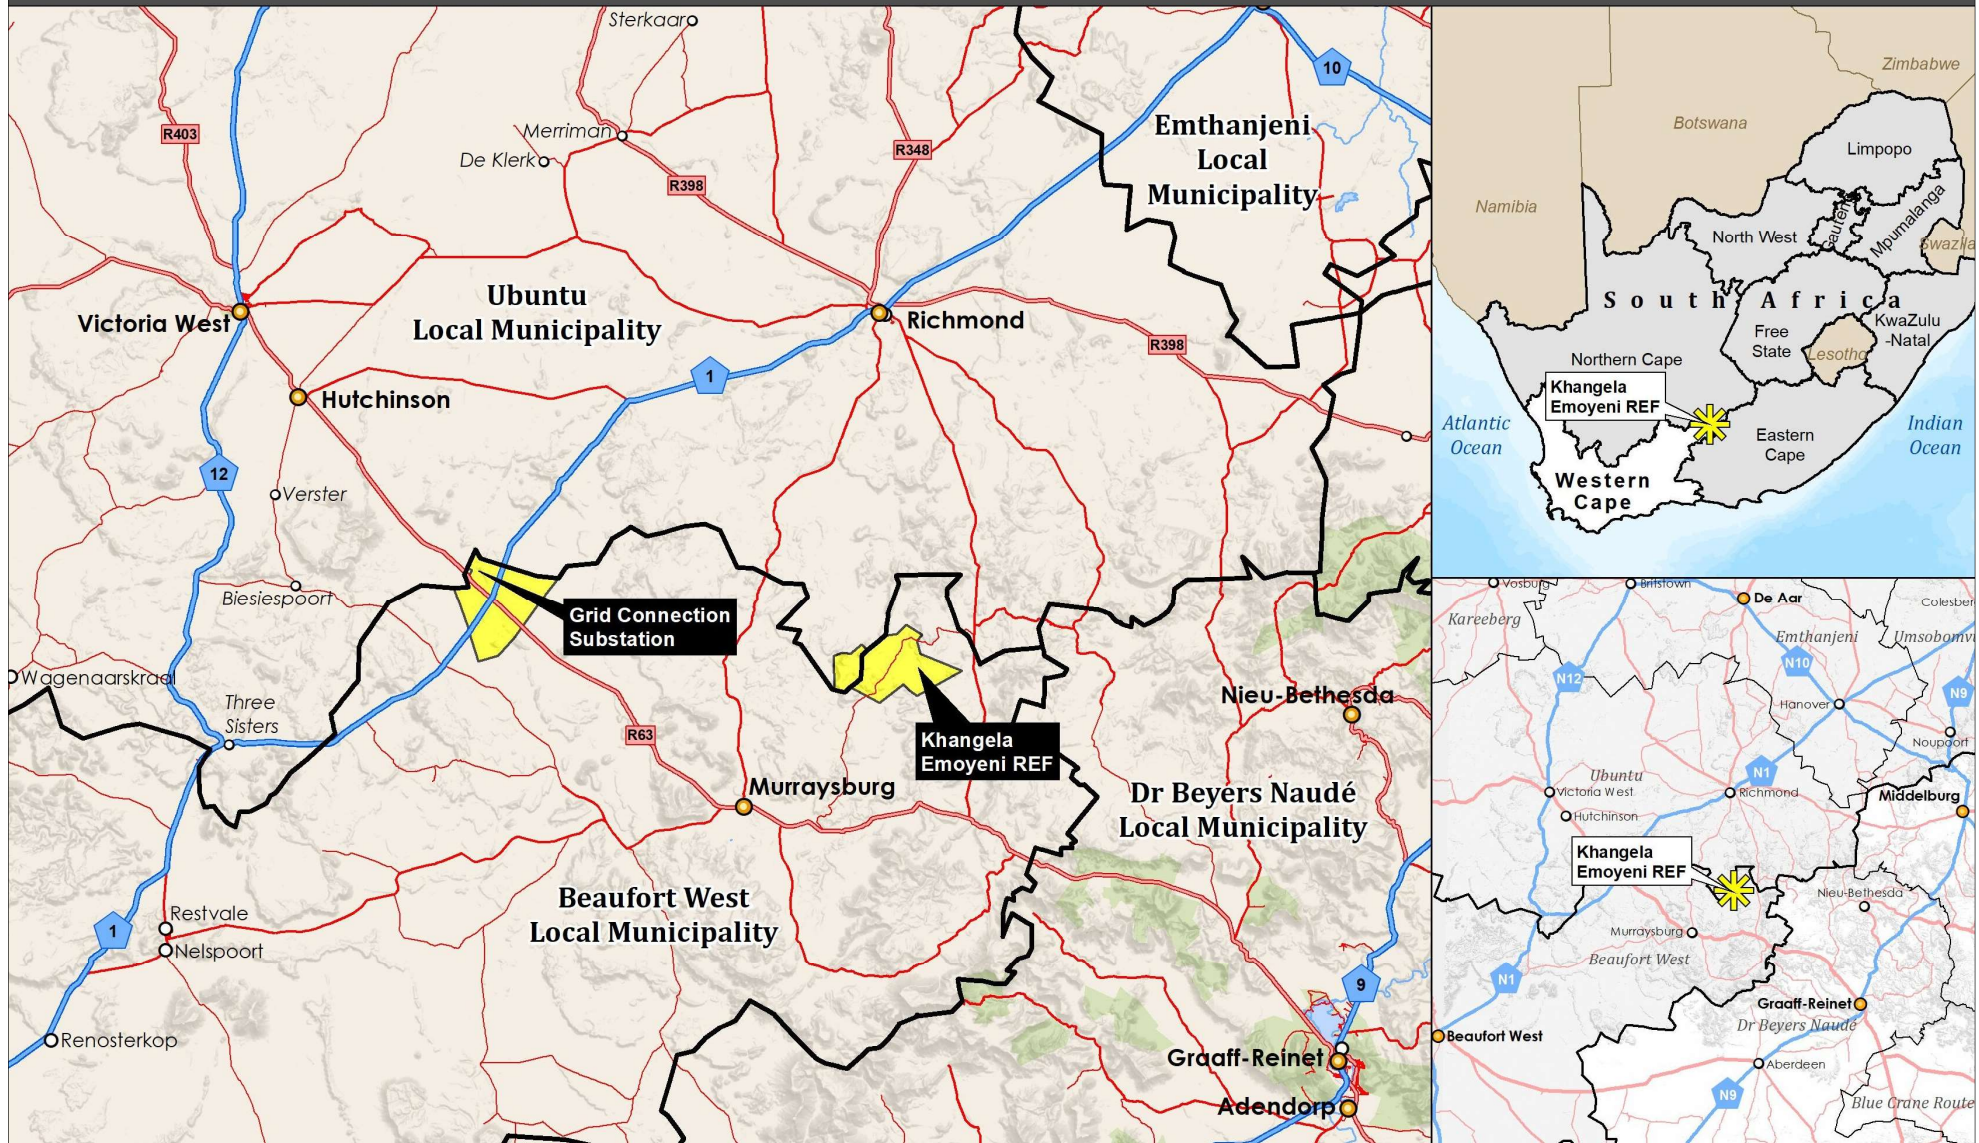 Sterkaar
10
R403
Merriman
De Klerk
R348
R398
Emthanjeni
Local
Municipality
Ubuntu
Local Municipality
Victoria West
Richmond
R398
1
Hutchinson
12
Verster
Biesiespoort
Grid Connection
Substation
Wagenaarskraal
Three
Sisters
Nieu-Bethesda
R63
Khangela
Emoyeni REF
Murraysburg
Dr Beyers Naudé
Local Municipality
Beaufort West
Local Municipality
Restvale
1
Nelspoort
9
Renosterkop
Graaff-Reinet
Adendorp
Zimbabwe
Botswana
Limpopo
Namibia
Mpumalanga
North West
South Africa
KwaZulu
-Natal
Free
State
Lesotho
Northern Cape
Khangela
Emoyeni REF
Atlantic
Ocean
Indian
Ocean
Eastern
Cape
Western
Cape
Vosburg
Britstown
De Aar
Kareeberg
Emthanjeni
N10
N12
N9
Hanover
Noupoort
Ubuntu
N1
Victoria West
Richmond
Middelburg
Hutchinson
Khangela
Emoyeni REF
Nieu-Bethesda
Murraysburg
Beaufort West
N1
Graaff-Reinet
Dr Beyers Naudé
Beaufort West
Aberdeen
N9
Blue Crane Route